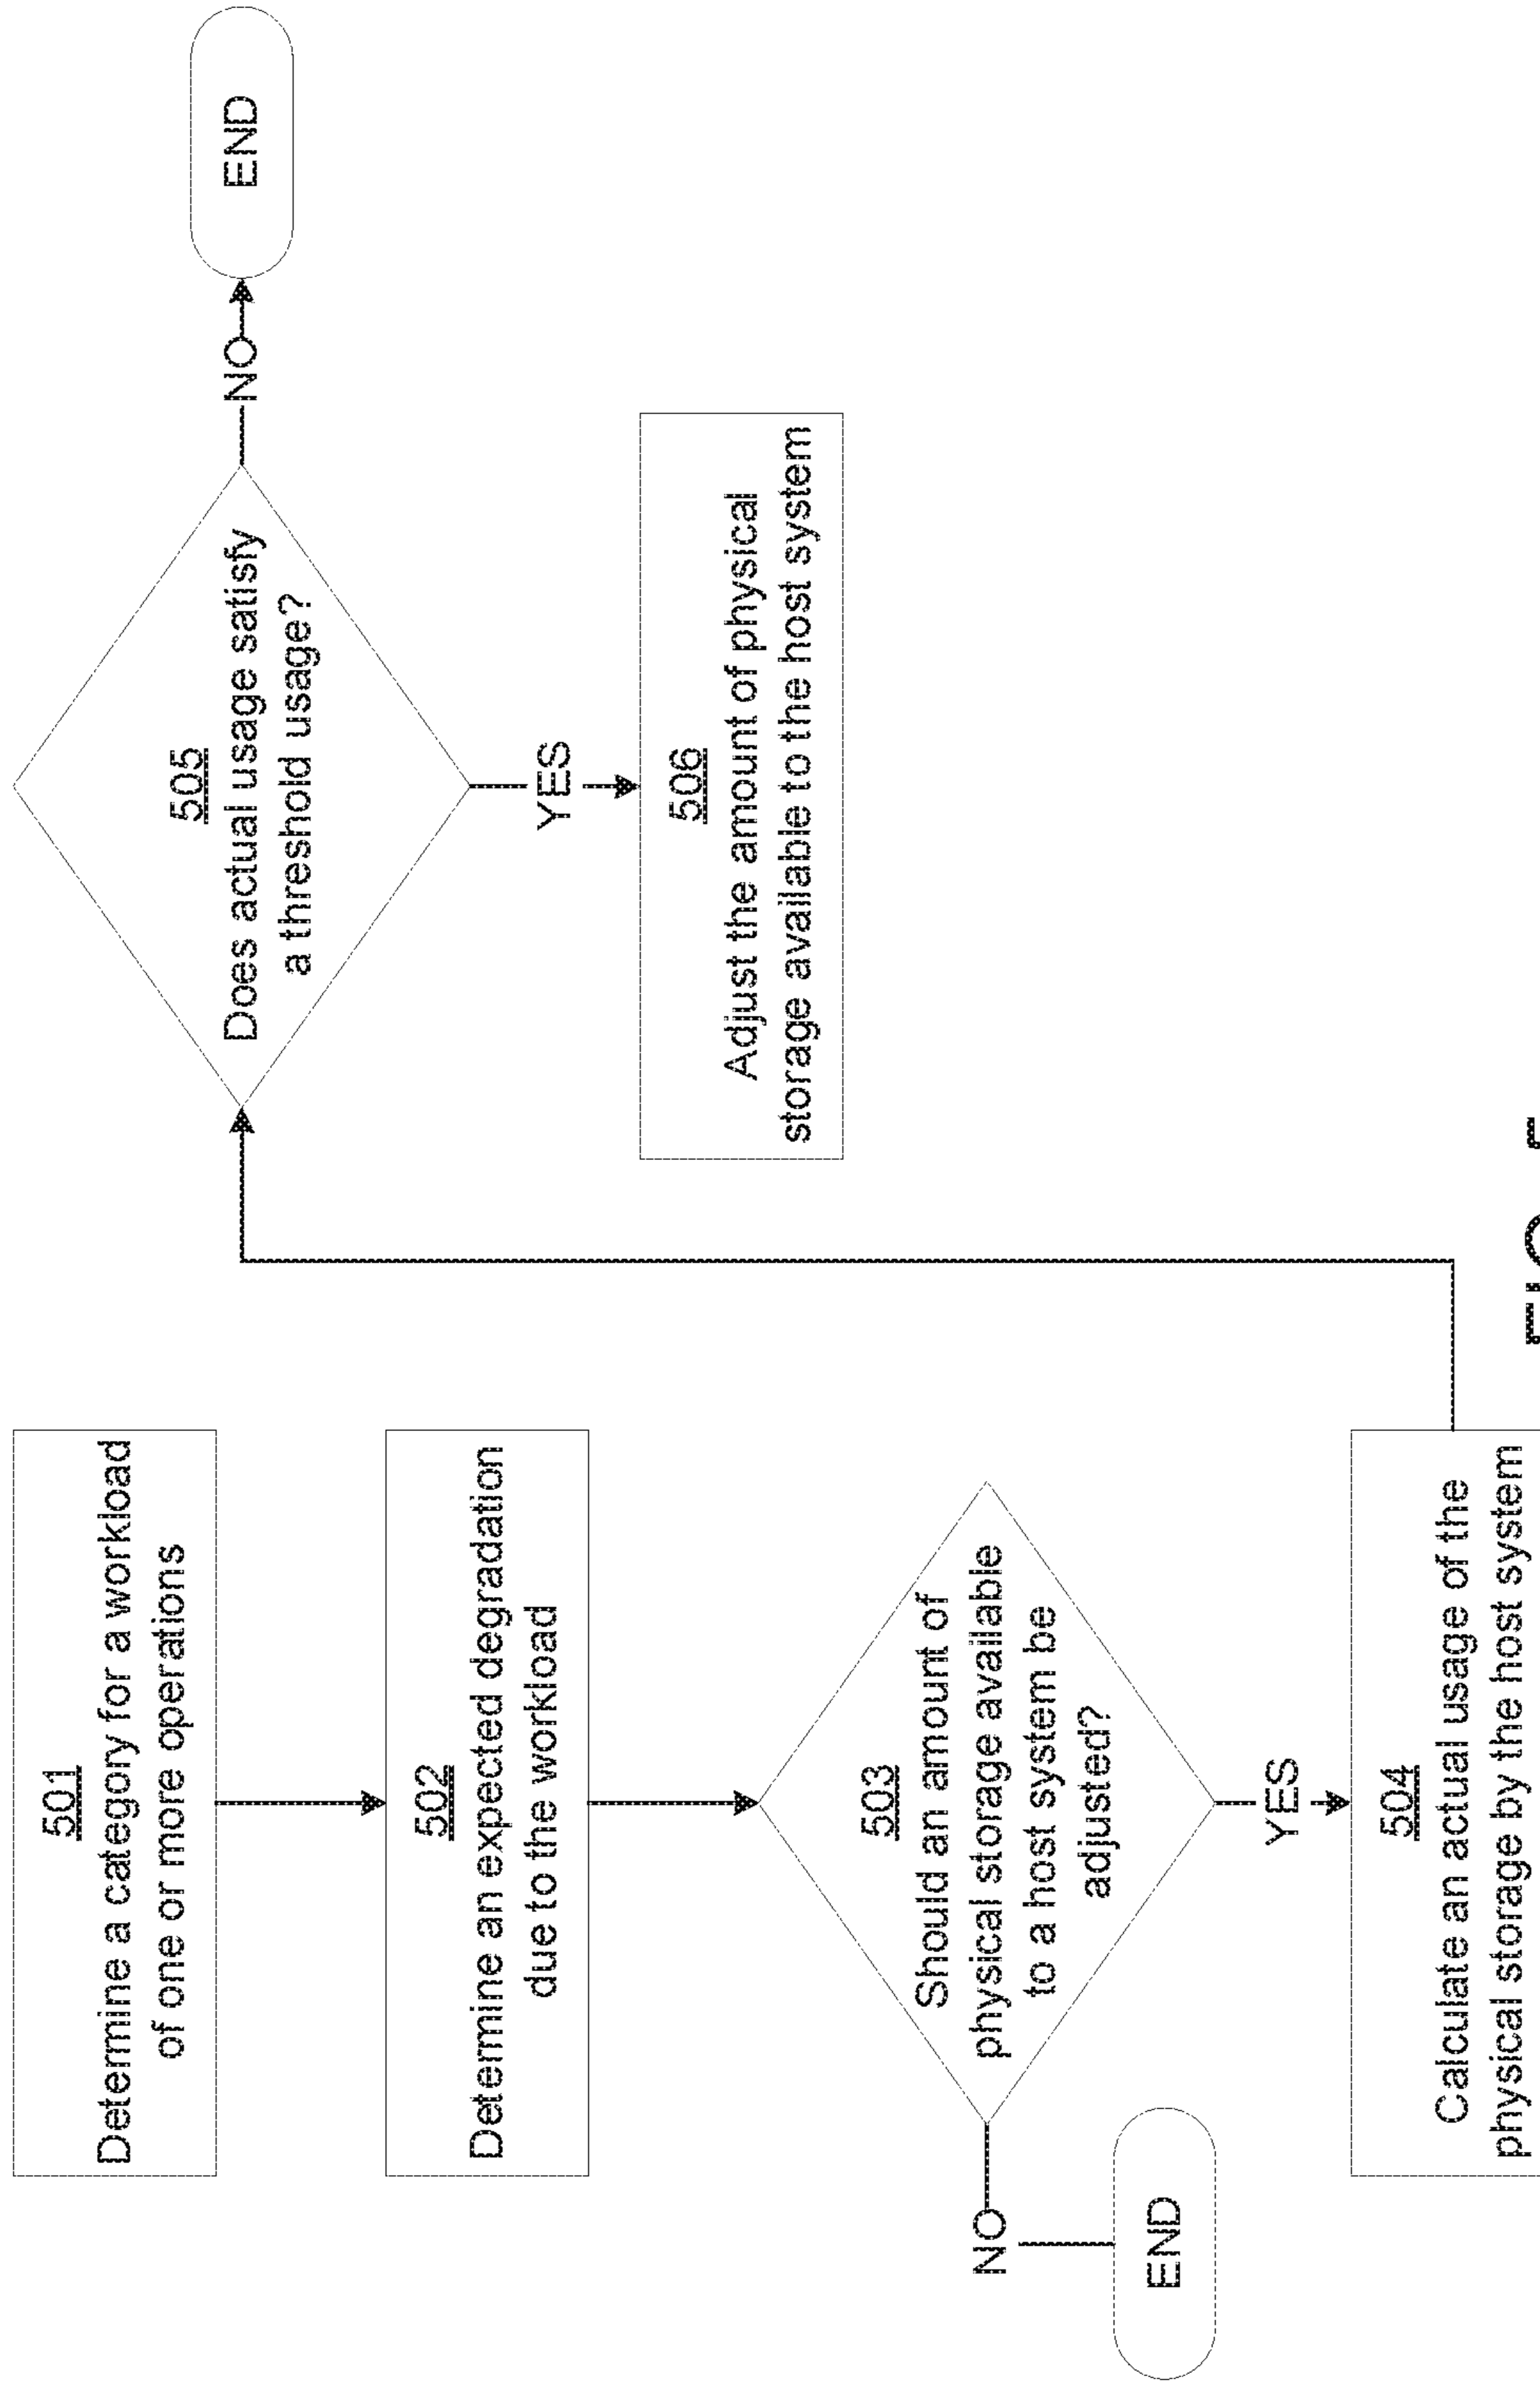 501
Determine a category for a workload
of one or more operations
502
Determine an expected degradation
due to the workload
503
Should an amount of
physical storage available
to a host system be
adjusted?
NO
END
YES
504
Calculate an actual usage of the
physical storage by the host system
505
Does actual usage satisfy
a threshold usage?
NO
END
YES
506
Adjust the amount of physical
storage available to the host system